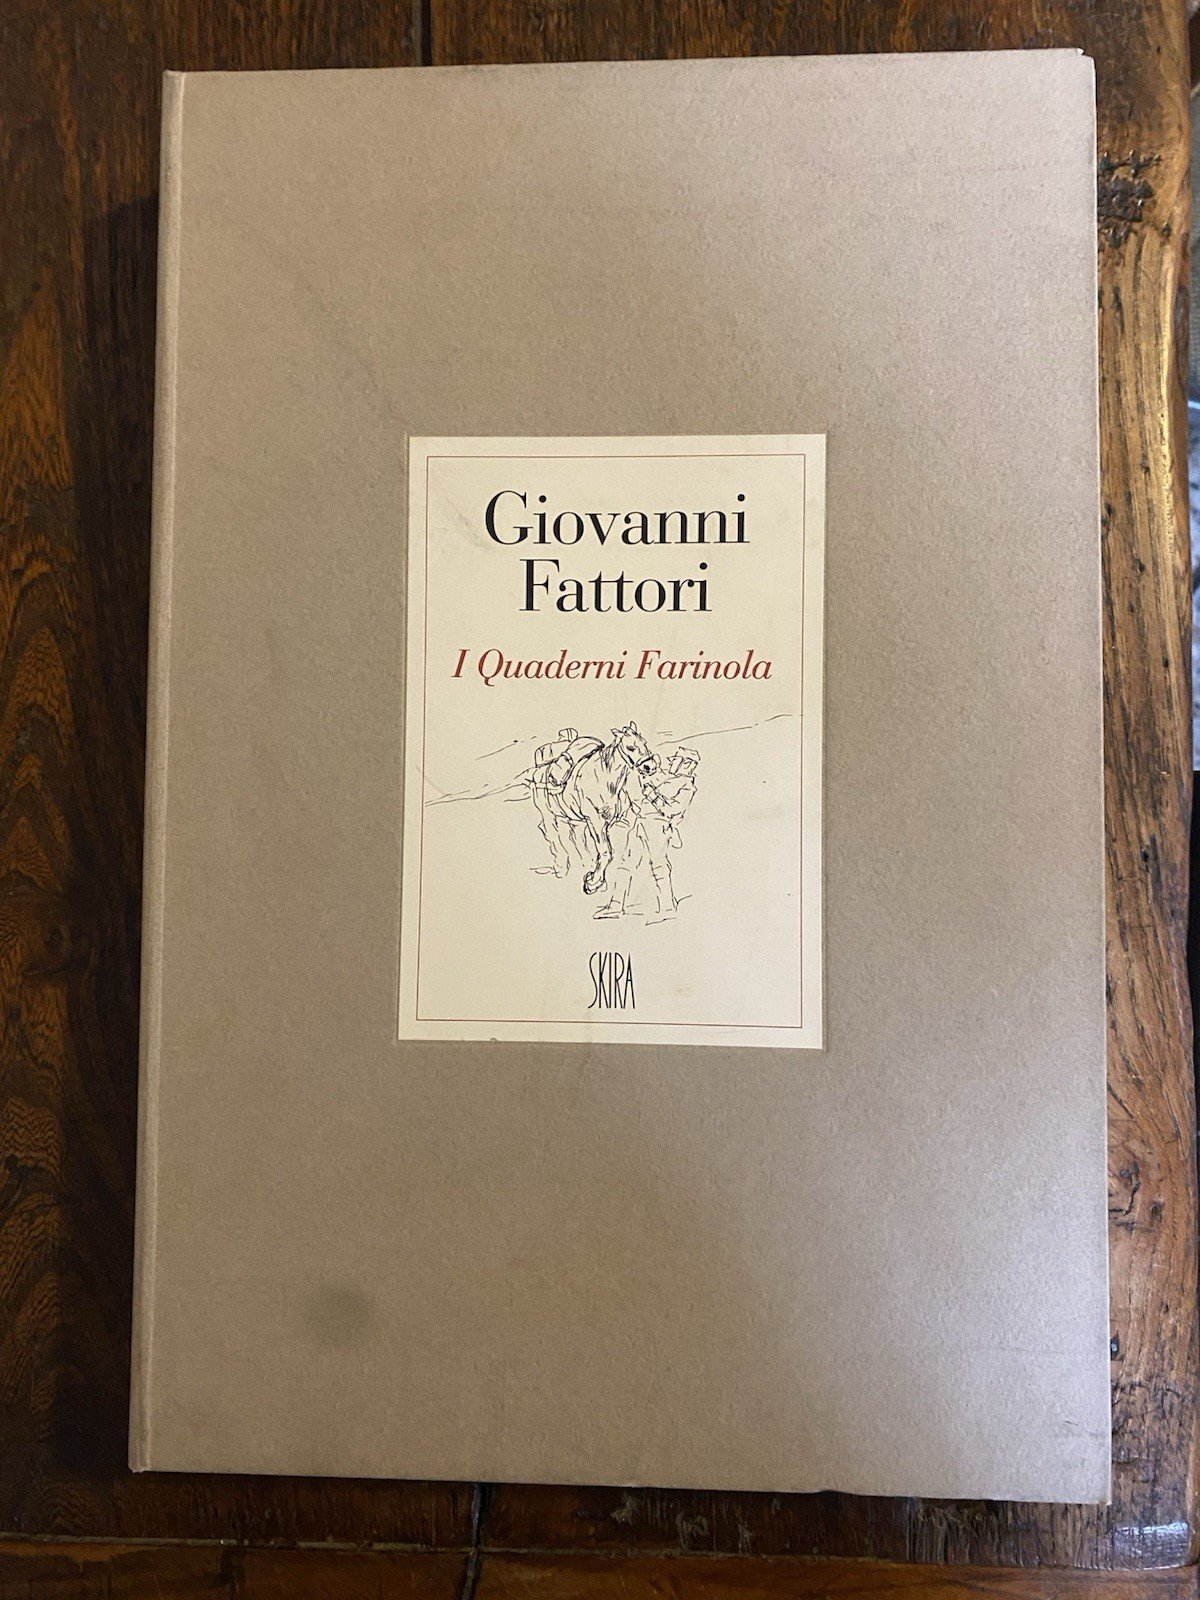 Giovanni
Fattori
I Quaderni Farinola
SKIRA